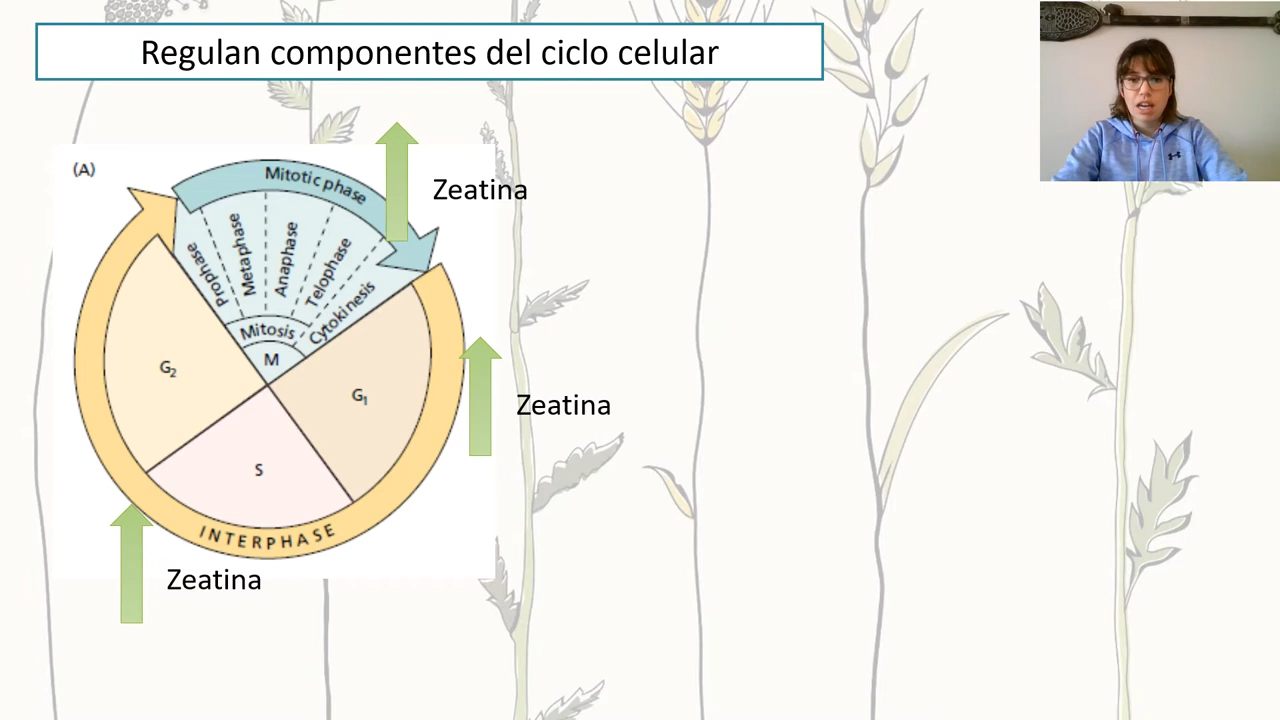 Regulan componentes del ciclo celular
(A)
Mitotic phase
Zeatina
Prophase
Metaphase
Anaphase
Telophase
Cytokinesis
Mitosis
M
G2
G1
Zeatina
S
INTERPHASE
Zeatina